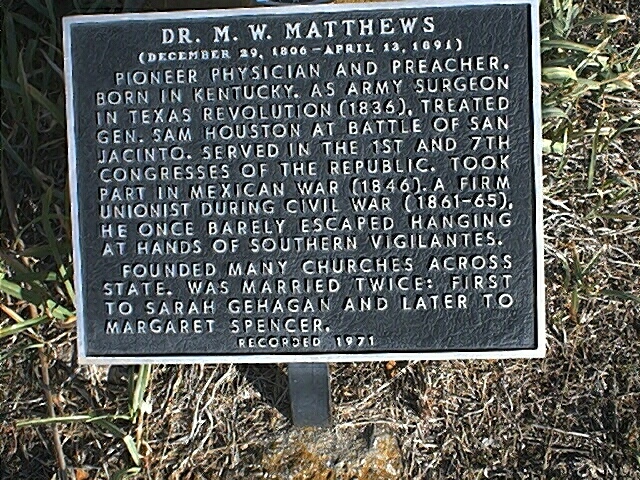 DR. M. W. MATTHEWS
(DECEMBER 29, 1806 – APRIL 13, 1891)
PIONEER PHYSICIAN AND PREACHER.
BORN IN KENTUCKY. AS ARMY SURGEON
IN TEXAS REVOLUTION (1836), TREATED
GEN. SAM HOUSTON AT BATTLE OF SAN
JACINTO. SERVED IN THE 1ST AND 7TH
CONGRESSES OF THE REPUBLIC. TOOK
PART IN MEXICAN WAR (1846). A FIRM
UNIONIST DURING CIVIL WAR (1861-65),
HE ONCE BARELY ESCAPED HANGING
AT HANDS OF SOUTHERN VIGILANTES.
FOUNDED MANY CHURCHES ACROSS
STATE. WAS MARRIED TWICE: FIRST
TO SARAH GEHAGAN AND LATER TO
MARGARET SPENCER.
RECORDED 1971